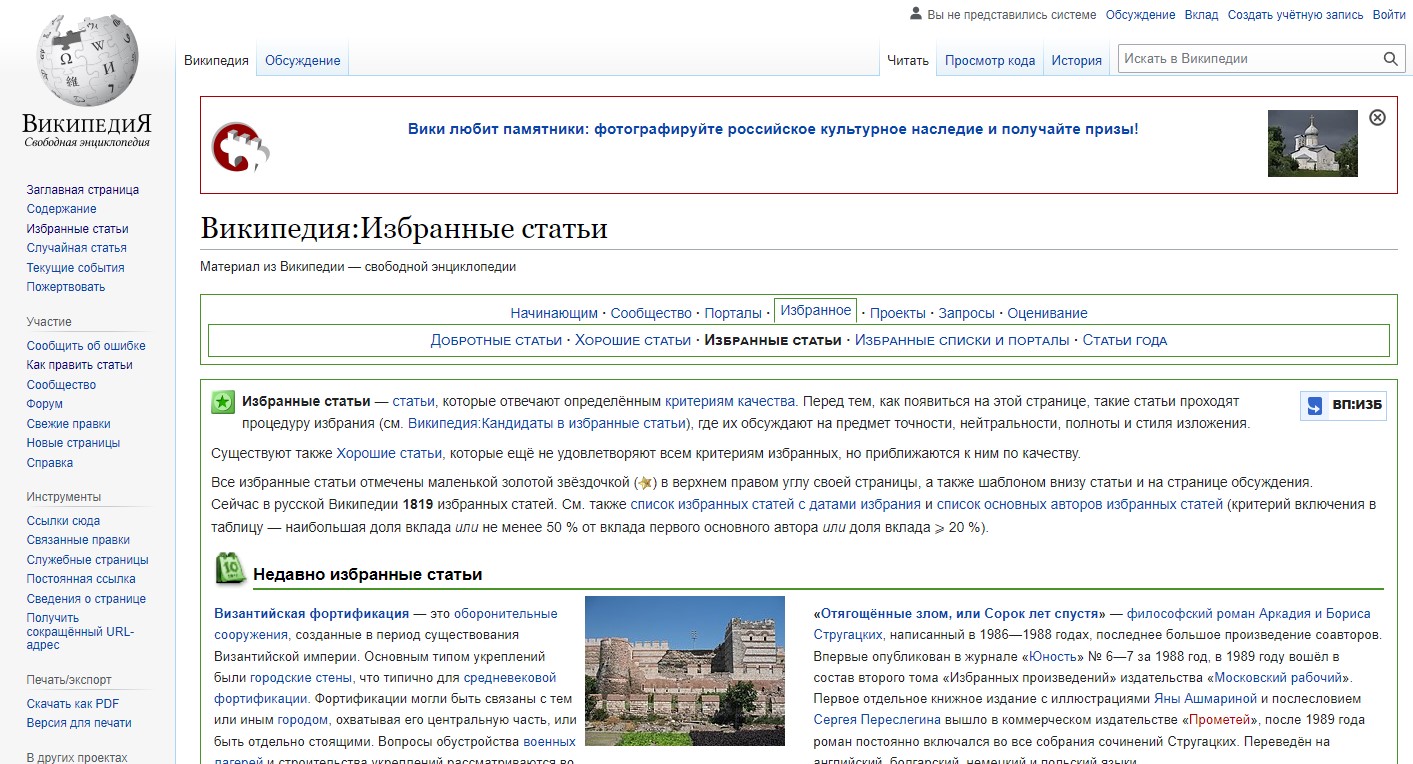 Вы не представились системе Обсуждение Вклад Создать учётную запись Войти
Википедия Обсуждение Читать Просмотр кода История Искать в Википедии
ВикипедиЯ
Свободная энциклопедия
Заглавная страница
Содержание
Избранные статьи
Случайная статья
Текущие события
Пожертвовать
Участие
Сообщить об ошибке
Как править статьи
Сообщество
Форум
Свежие правки
Новые страницы
Справка
Инструменты
Ссылки сюда
Связанные правки
Служебные страницы
Постоянная ссылка
Сведения о странице
Получить
сокращённый URL-
адрес
Печать/экспорт
Скачать как PDF
Версия для печати
В других проектах
Вики любит памятники: фотографируйте российское культурное наследие и получайте призы!
Википедия:Избранные статьи
Материал из Википедии — свободной энциклопедии
Начинающим · Сообщество · Порталы · Избранное · Проекты · Запросы · Оценивание
Добротные статьи · Хорошие статьи · Избранные статьи · Избранные списки и порталы · Статьи года
Избранные статьи — статьи, которые отвечают определённым критериям качества. Перед тем, как появиться на этой странице, такие статьи проходят
процедуру избрания (см. Википедия:Кандидаты в избранные статьи), где их обсуждают на предмет точности, нейтральности, полноты и стиля изложения.
ВП:ИЗБ
Существуют также Хорошие статьи, которые ещё не удовлетворяют всем критериям избранных, но приближаются к ним по качеству.
Все избранные статьи отмечены маленькой золотой звёздочкой () в верхнем правом углу своей страницы, а также шаблоном внизу статьи и на странице обсуждения.
Сейчас в русской Википедии 1819 избранных статей. См. также список избранных статей с датами избрания и список основных авторов избранных статей (критерий включения в
таблицу — наибольшая доля вклада или не менее 50 % от вклада первого основного автора или доля вклада ⩾ 20 %).
10
Недавно избранные статьи
Византийская фортификация — это оборонительные
сооружения, созданные в период существования
Византийской империи. Основным типом укреплений
были городские стены, что типично для средневековой
фортификации. Фортификации могли быть связаны с тем
или иным городом, охватывая его центральную часть, или
быть отдельно стоящими. Вопросы обустройства военных
лагерей и строительства укреплений рассматриваются во
«Отягощённые злом, или Сорок лет спустя» — философский роман Аркадия и Бориса
Стругацких, написанный в 1986—1988 годах, последнее большое произведение соавторов.
Впервые опубликован в журнале «Юность» № 6—7 за 1988 год, в 1989 году вошёл в
состав второго тома «Избранных произведений» издательства «Московский рабочий».
Первое отдельное книжное издание с иллюстрациями Яны Ашмариной и послесловием
Сергея Переслегина вышло в коммерческом издательстве «Прометей», после 1989 года
роман постоянно включался во все собрания сочинений Стругацких. Переведён на
английский, болгарский, немецкий и польский языки.